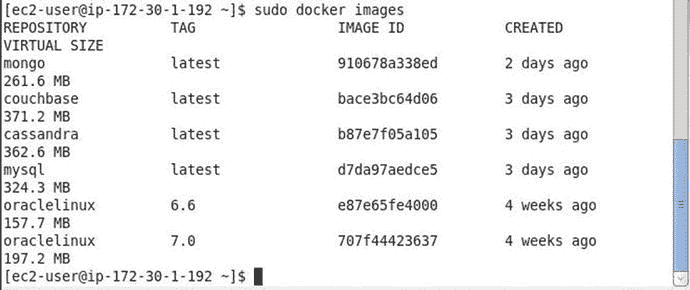 [ec2-user@ip-172-30-1-192 ~]$ sudo docker images
REPOSITORY TAG IMAGE ID CREATED
VIRTUAL SIZE
mongo latest 910678a338ed 2 days ago
261.6 MB
couchbase latest bace3bc64d06 3 days ago
371.2 MB
cassandra latest b87e7f05a105 3 days ago
362.6 MB
mysql latest d7da97aedce5 3 days ago
324.3 MB
oraclelinux 6.6 e87e65fe4000 4 weeks ago
157.7 MB
oraclelinux 7.0 707f44423637 4 weeks ago
197.2 MB
[ec2-user@ip-172-30-1-192 ~]$